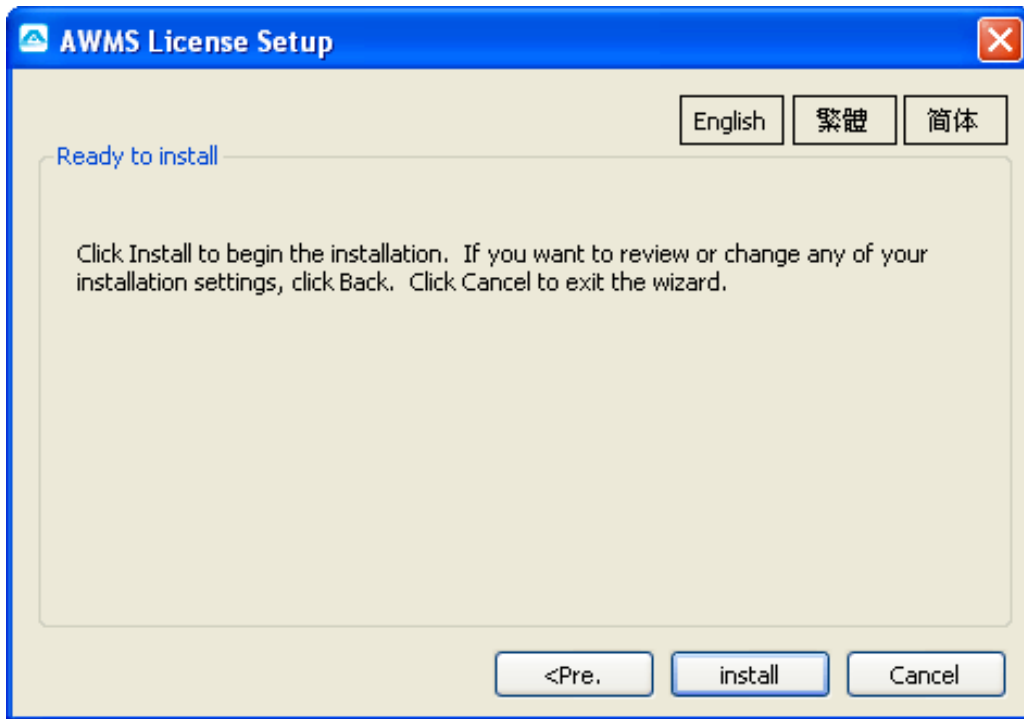 AWMS License Setup
English 繁體 简体
Ready to install
Click Install to begin the installation.  If you want to review or change any of your
installation settings, click Back.  Click Cancel to exit the wizard.
<Pre. install Cancel